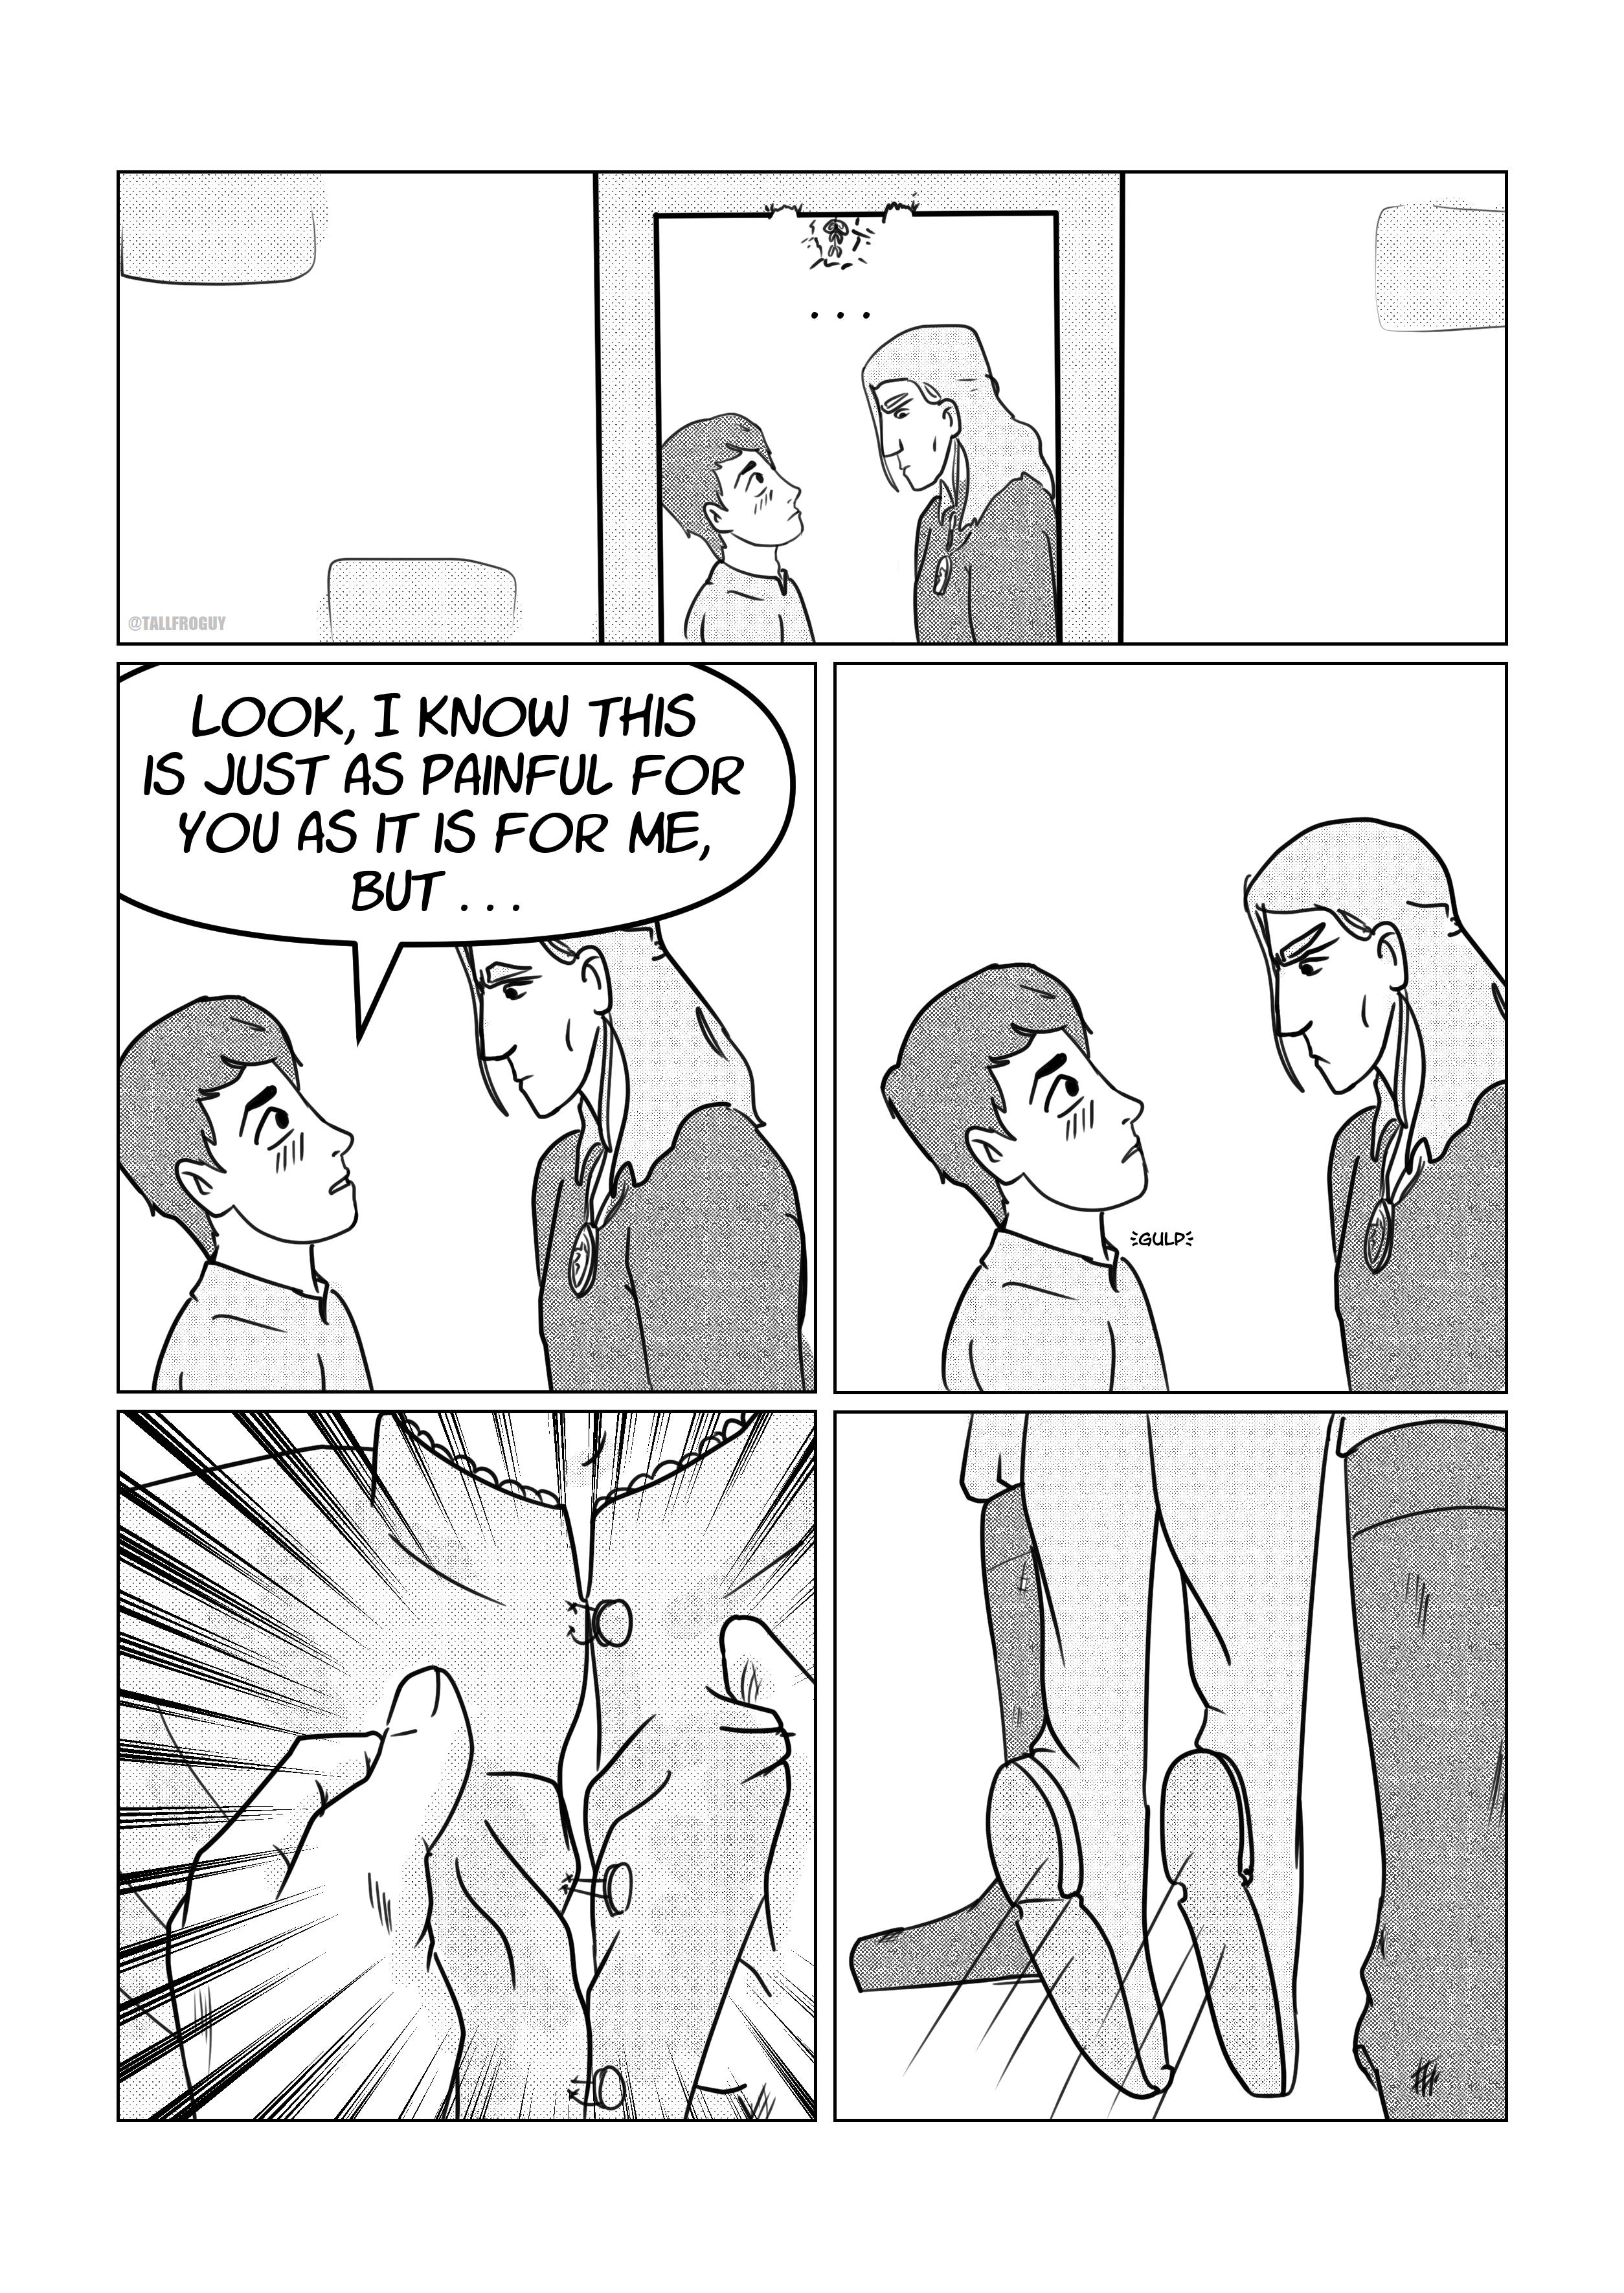 . . .
@TALLFROGUY
LOOK, I KNOW THIS
IS JUST AS PAINFUL FOR
YOU AS IT IS FOR ME,
BUT . . .
GULP